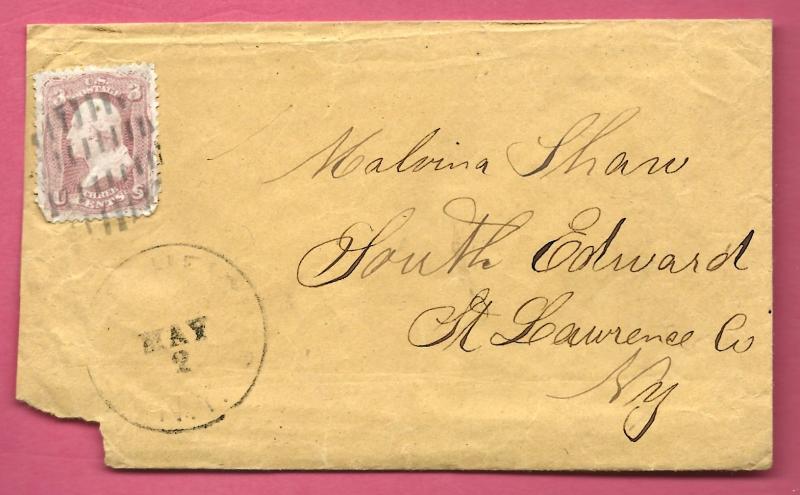 U.S.
POSTAGE
3 3
THREE
U CENTS S
Malvina Shaw
South Edward
St Lawrence Co
Ny
MAY
2
N.Y.